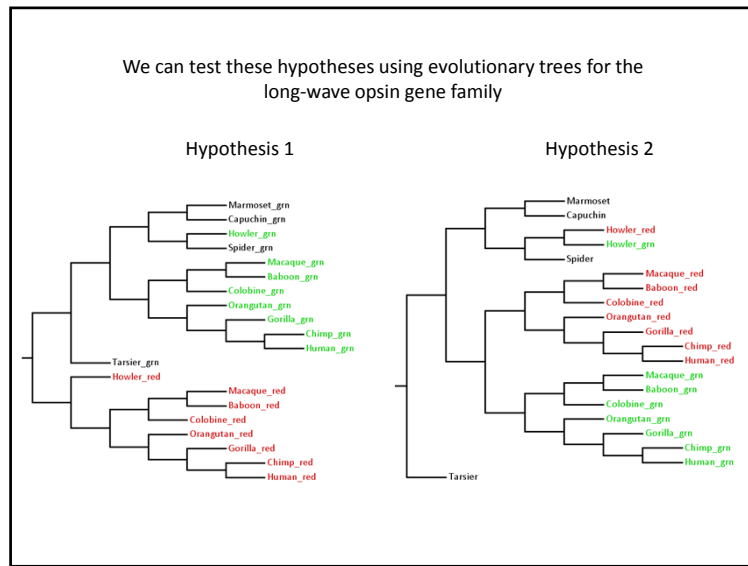 We can test these hypotheses using evolutionary trees for the
long-wave opsin gene family
Hypothesis 1
Marmoset_grn
Capuchin_grn
Howler_grn
Spider_grn
Macaque_grn
Baboon_grn
Colobine_grn
Orangutan_grn
Gorilla_grn
Chimp_grn
Human_grn
Tarsier_grn
Howler_red
Macaque_red
Baboon_red
Colobine_red
Orangutan_red
Gorilla_red
Chimp_red
Human_red
Hypothesis 2
Marmoset
Capuchin
Howler_red
Howler_grn
Spider
Macaque_red
Baboon_red
Colobine_red
Orangutan_red
Gorilla_red
Chimp_red
Human_red
Macaque_grn
Baboon_grn
Colobine_grn
Orangutan_grn
Gorilla_grn
Chimp_grn
Human_grn
Tarsier